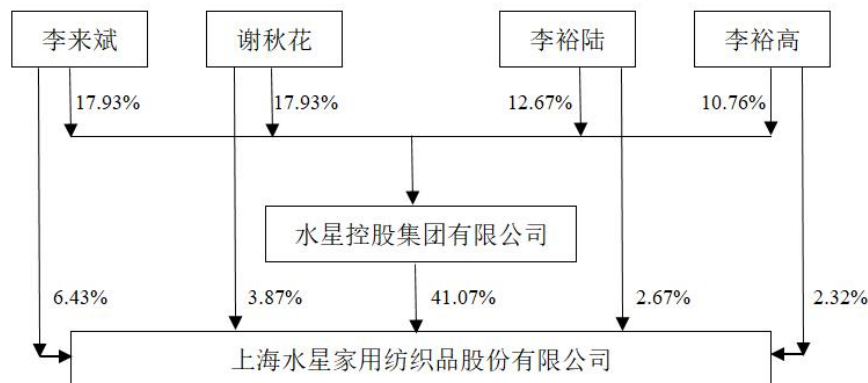 李来斌
谢秋花
李裕陆
李裕高
17.93%
17.93%
12.67%
10.76%
水星控股集团有限公司
6.43%
3.87%
41.07%
2.67%
2.32%
上海水星家用纺织品股份有限公司